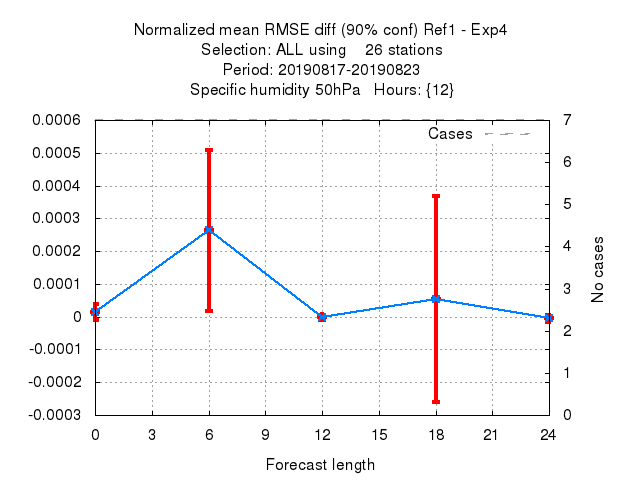 Normalized mean RMSE diff (90% conf) Ref1 - Exp4
Selection: ALL using 26 stations
Period: 20190817-20190823
Specific humidity 50hPa Hours: {12}
Cases
0.0006
0.0005
0.0004
0.0003
0.0002
0.0001
0
-0.0001
-0.0002
-0.0003
7
6
5
4
3
2
1
0
No cases
0 3 6 9 12 15 18 21 24
Forecast length